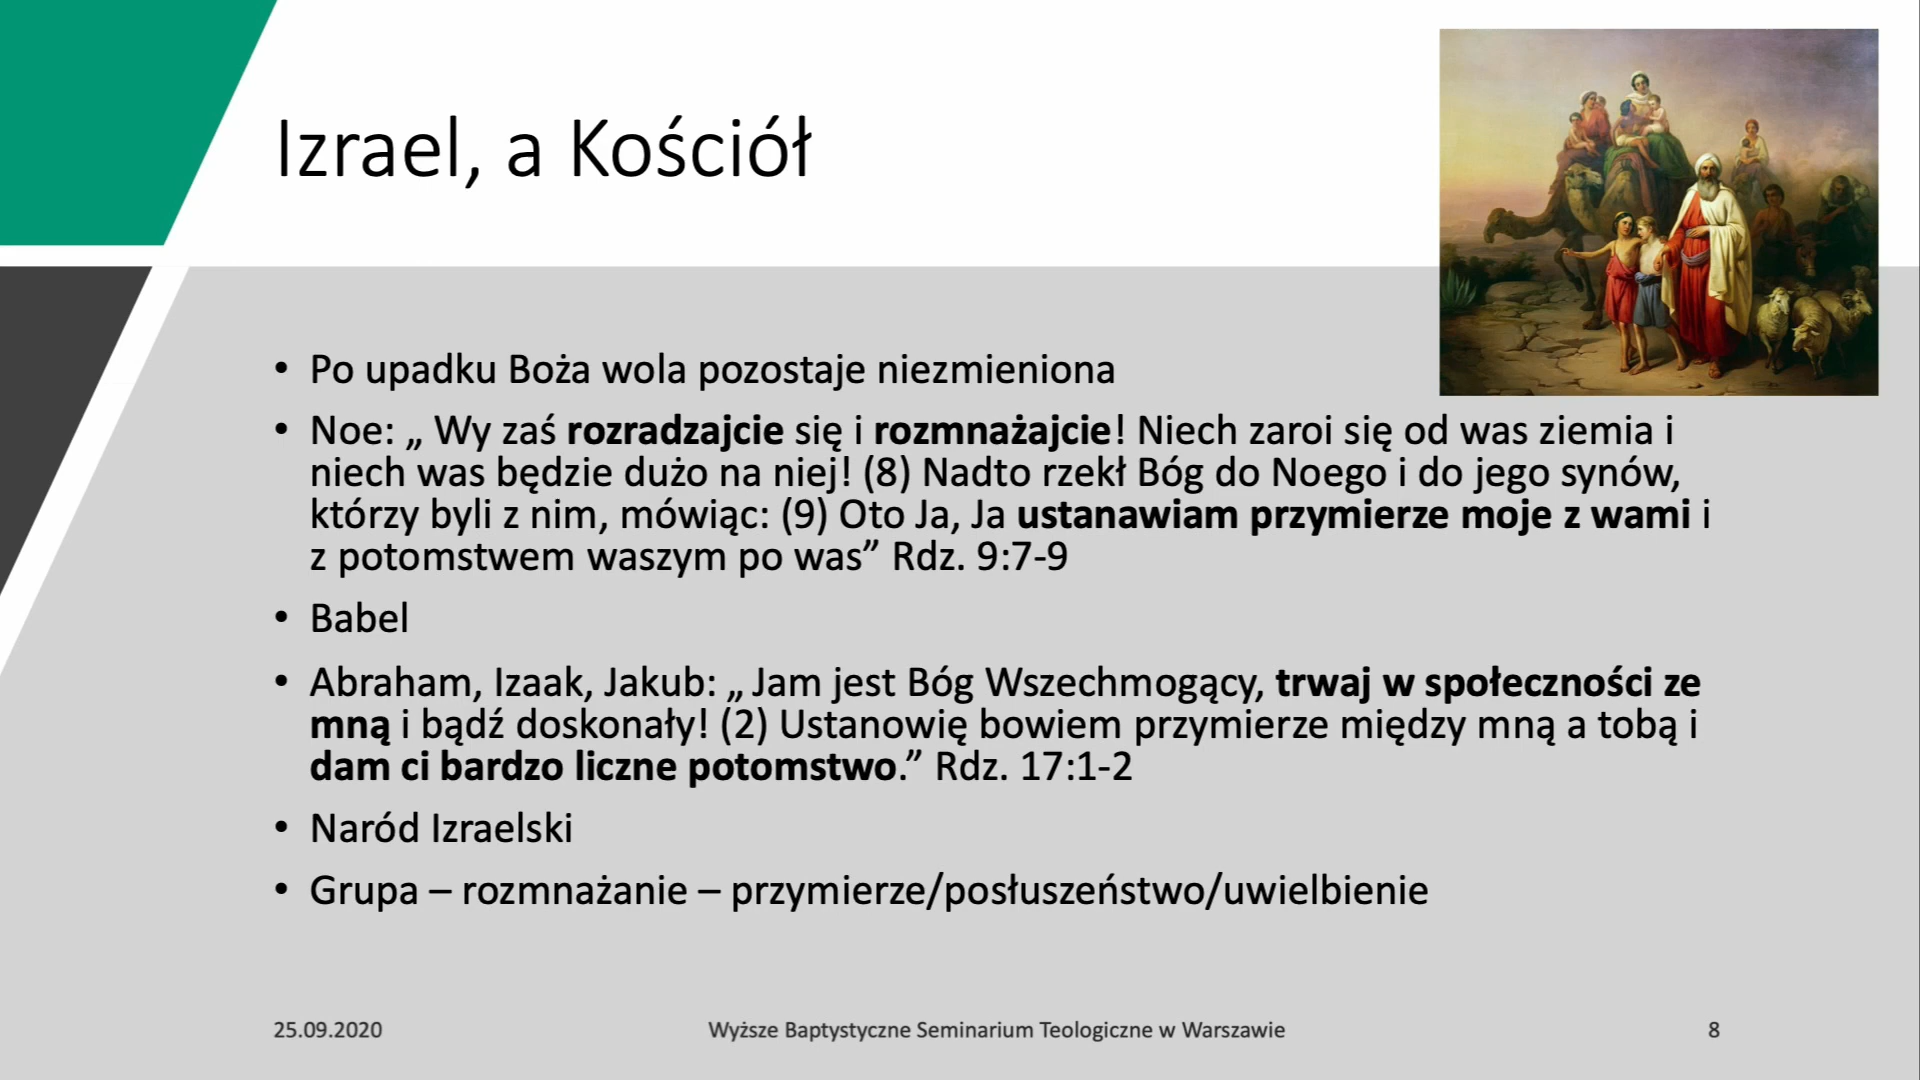 Izrael, a Kościół
• Po upadku Boża wola pozostaje niezmieniona
• Noe: „ Wy zaś rozradzajcie się i rozmnażajcie! Niech zaroi się od was ziemia i
niech was będzie dużo na niej! (8) Nadto rzekł Bóg do Noego i do jego synów,
którzy byli z nim, mówiąc: (9) Oto Ja, Ja ustanawiam przymierze moje z wami i
z potomstwem waszym po was” Rdz. 9:7-9
• Babel
• Abraham, Izaak, Jakub: „ Jam jest Bóg Wszechmogący, trwaj w społeczności ze
mną i bądź doskonały! (2) Ustanowię bowiem przymierze między mną a tobą i
dam ci bardzo liczne potomstwo.” Rdz. 17:1-2
• Naród Izraelski
• Grupa – rozmnażanie – przymierze/posłuszeństwo/uwielbienie
25.09.2020
Wyższe Baptystyczne Seminarium Teologiczne w Warszawie
8